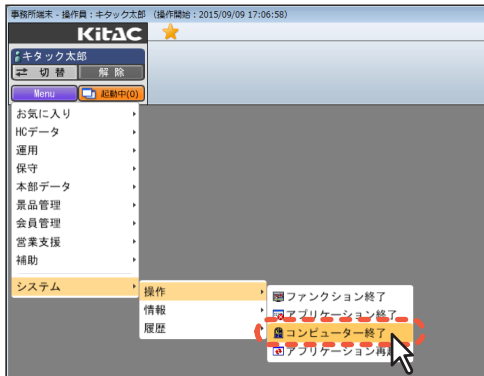 事務所端末 - 操作員：キタック太郎 (操作開始：2015/09/09 17:06:58)
KitAC
キタック太郎
切 替 解 除
Menu 起動中(0)
お気に入り
HCデータ
運用
保守
本部データ
景品管理
会員管理
営業支援
補助
システム
操作
情報
履歴
ファンクション終了
アプリケーション終了
コンピューター終了
アプリケーション再